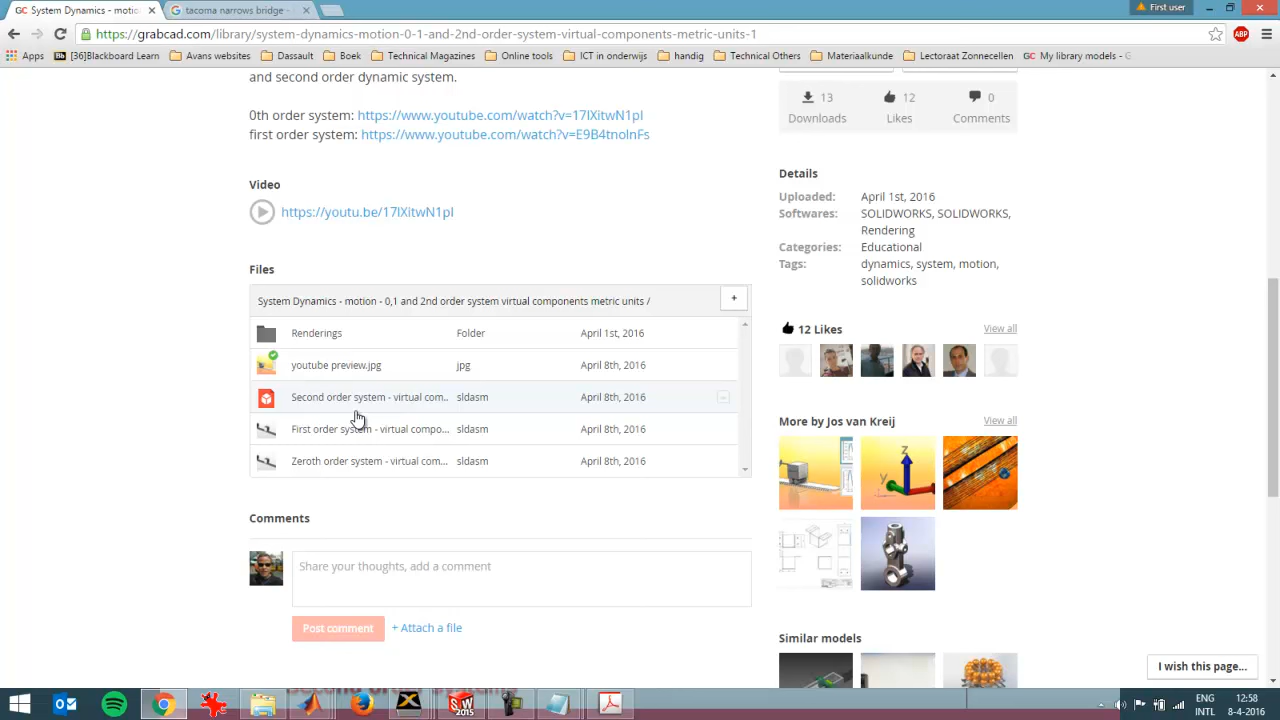 System Dynamics - motio
tacoma narrows bridge -
First user
https://grabcad.com/library/system-dynamics-motion-0-1-and-2nd-order-system-virtual-components-metric-units-1
ABP
Apps
[36]Blackboard Learn
Avans websites
Dassault
Boek
Technical Magazines
Online tools
ICT in onderwijs
handig
Technical Others
Materiaalkunde
Lectoraat Zonnecellen
My library models - G
and second order dynamic system.
0th order system: https://www.youtube.com/watch?v=17lXitwN1pI
first order system: https://www.youtube.com/watch?v=E9B4tnolnFs
Video
https://youtu.be/17lXitwN1pI
Files
System Dynamics - motion - 0,1 and 2nd order system virtual components metric units /
+
Renderings Folder April 1st, 2016
youtube preview.jpg jpg April 8th, 2016
Second order system - virtual com.. sldasm April 8th, 2016
First order system - virtual compo... sldasm April 8th, 2016
Zeroth order system - virtual com... sldasm April 8th, 2016
Comments
Share your thoughts, add a comment
Post comment + Attach a file
13 12 0
Downloads Likes Comments
Details
Uploaded: April 1st, 2016
Softwares: SOLIDWORKS, SOLIDWORKS,
Rendering
Categories: Educational
Tags: dynamics, system, motion,
solidworks
12 Likes View all
More by Jos van Kreij View all
Similar models
I wish this page...
ENG 12:58
INTL 8-4-2016